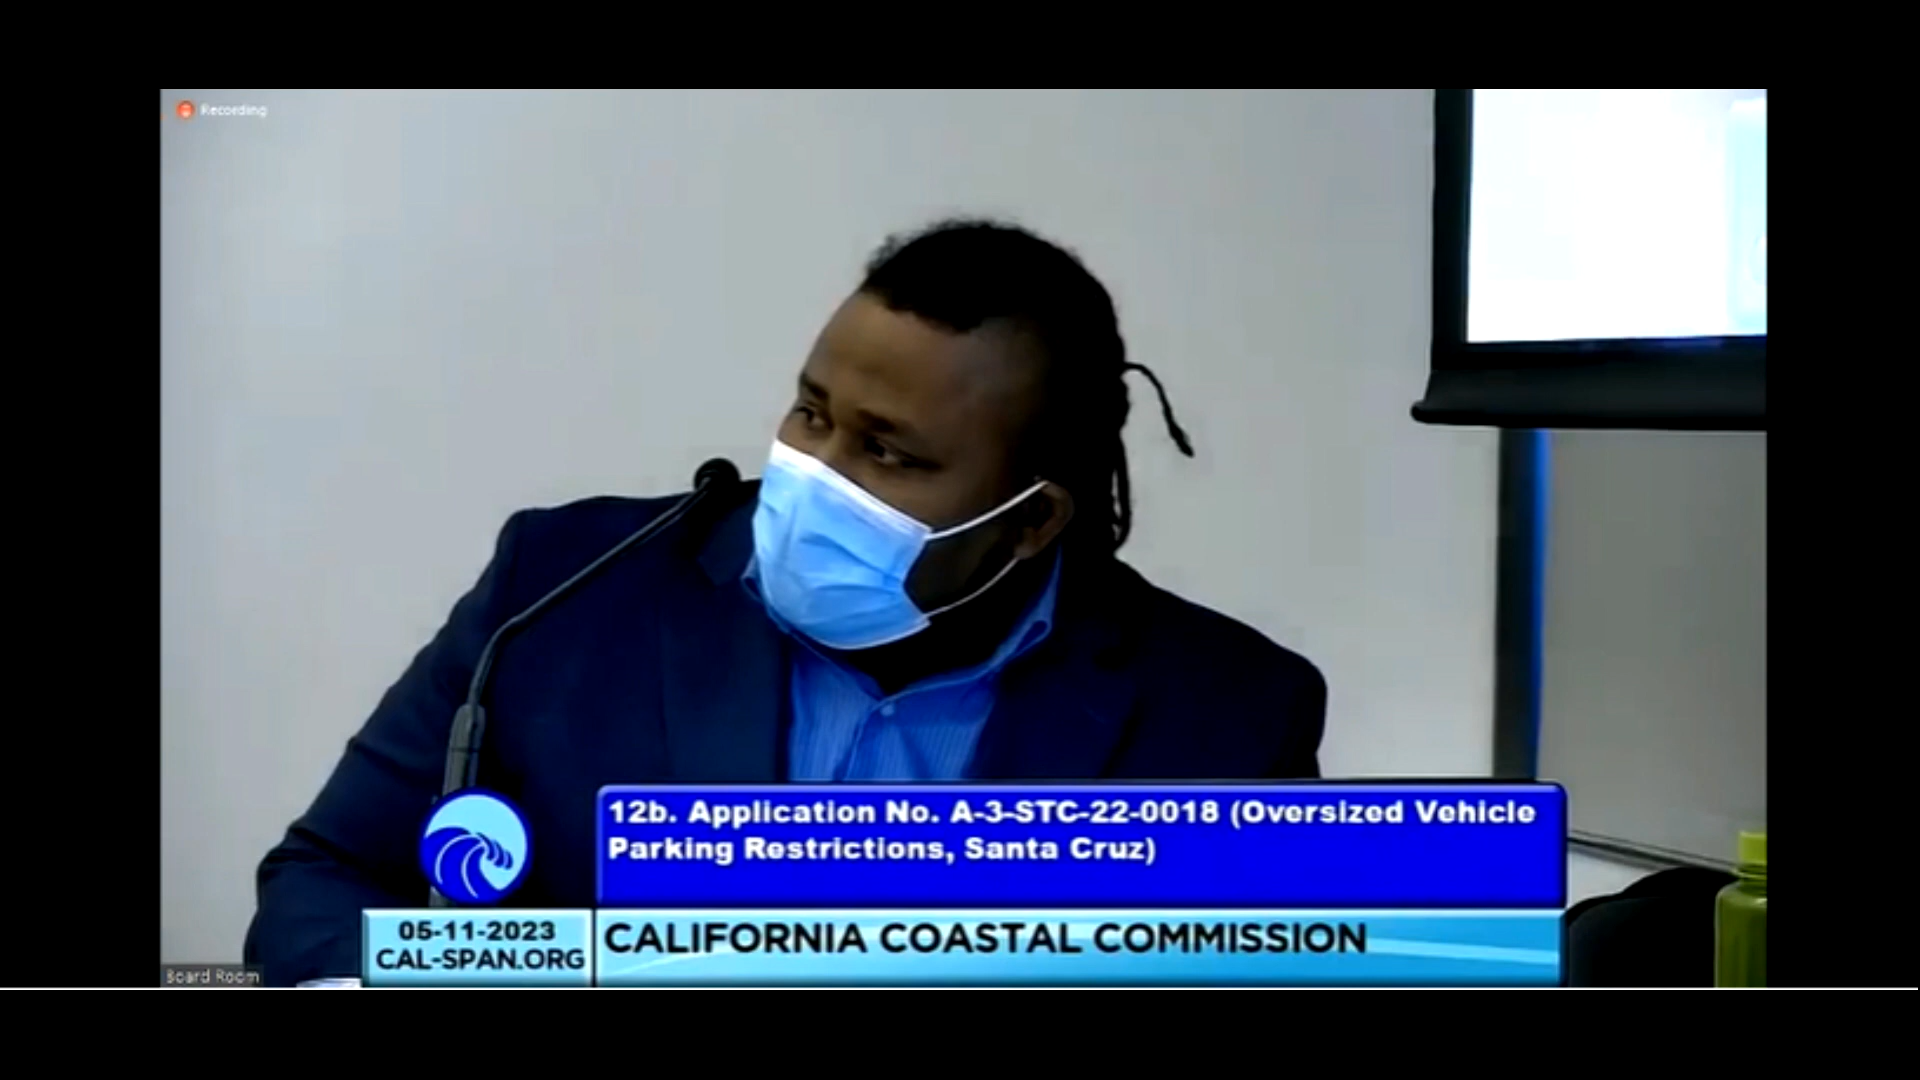 Recording
12b. Application No. A-3-STC-22-0018 (Oversized Vehicle
Parking Restrictions, Santa Cruz)
05-11-2023
CAL-SPAN.ORG
CALIFORNIA COASTAL COMMISSION
Board Room